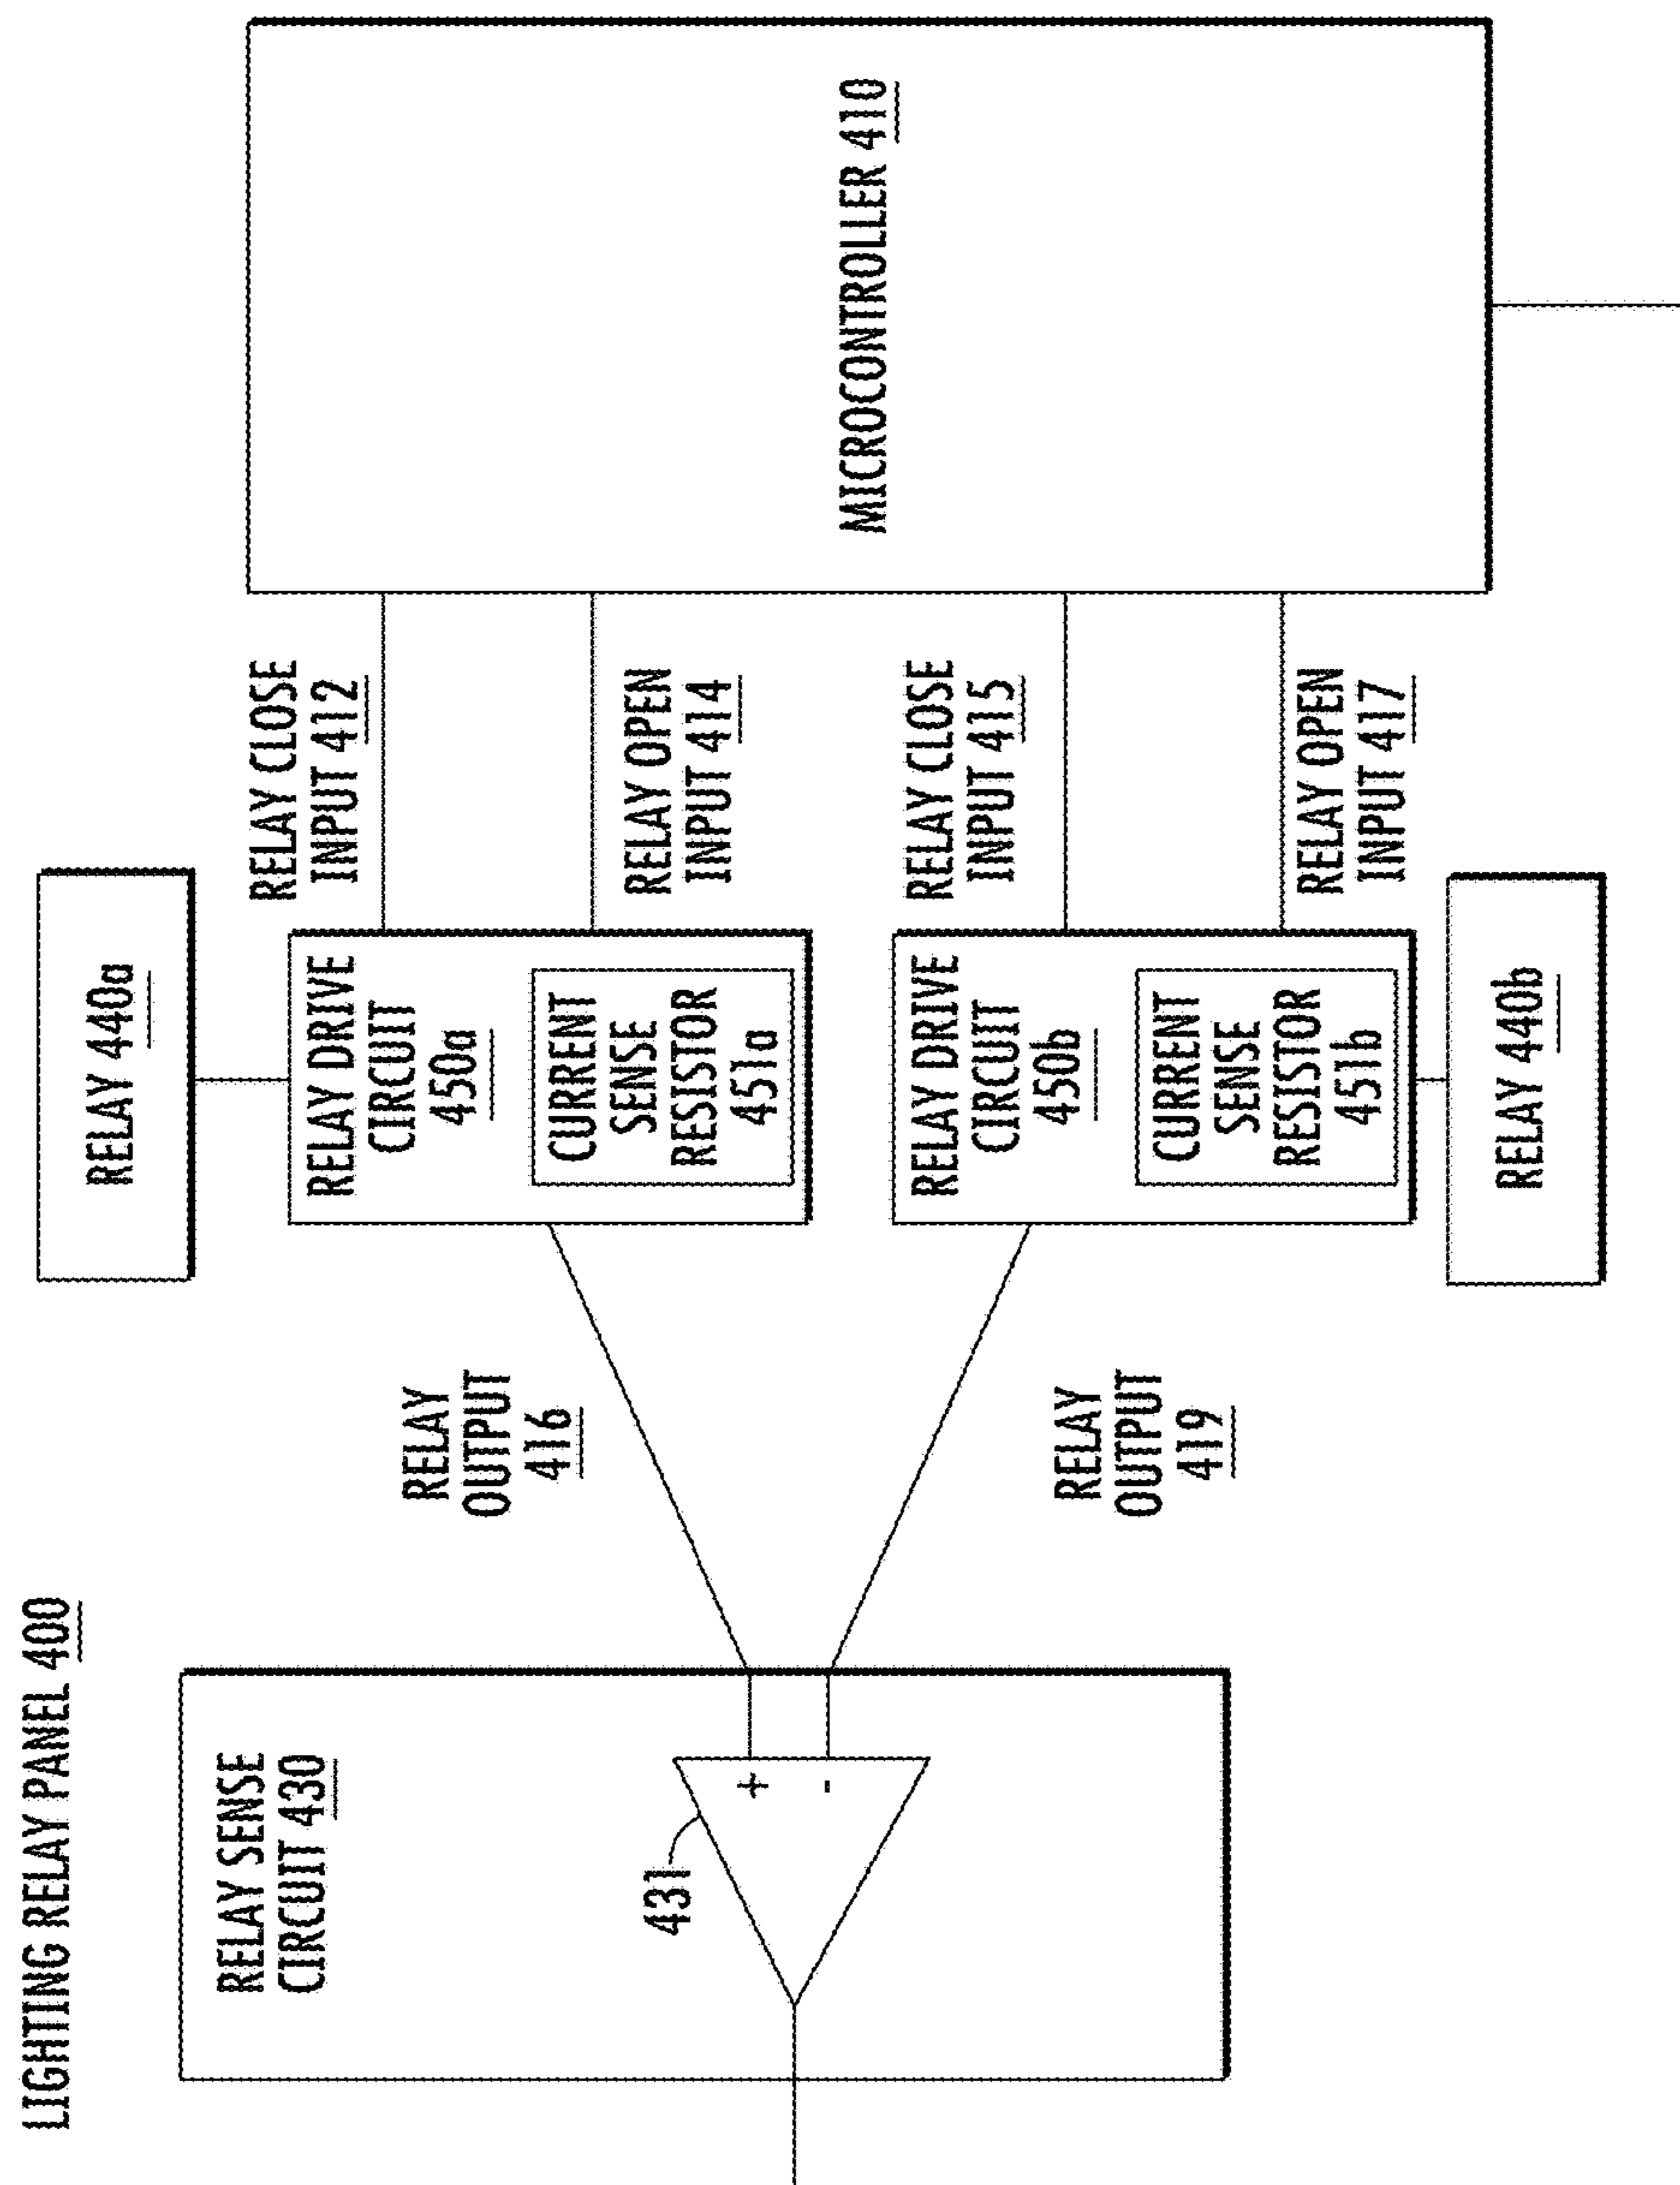 LIGHTING RELAY PANEL 400
RELAY SENSE
CIRCUIT 430
431
+
-
RELAY
OUTPUT
416
RELAY
OUTPUT
419
RELAY 440a
RELAY DRIVE
CIRCUIT
450a
CURRENT
SENSE
RESISTOR
451a
RELAY DRIVE
CIRCUIT
450b
CURRENT
SENSE
RESISTOR
451b
RELAY 440b
RELAY CLOSE
INPUT 412
RELAY OPEN
INPUT 414
RELAY CLOSE
INPUT 415
RELAY OPEN
INPUT 417
MICROCONTROLLER 410